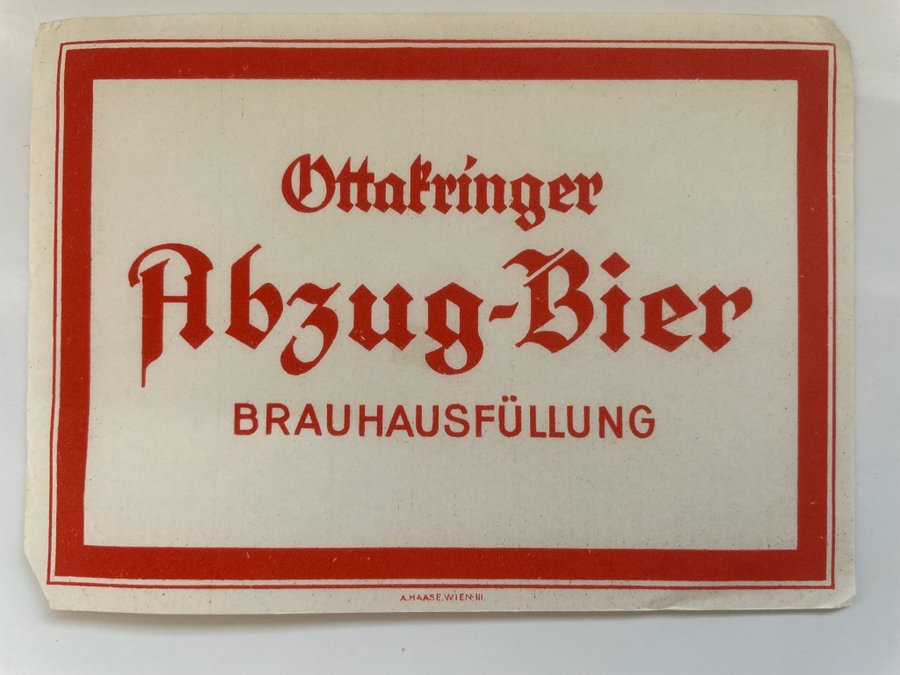 Ottakringer
Abzug-Bier
BRAUHAUSFÜLLUNG
A.HAASE, WIEN, III.